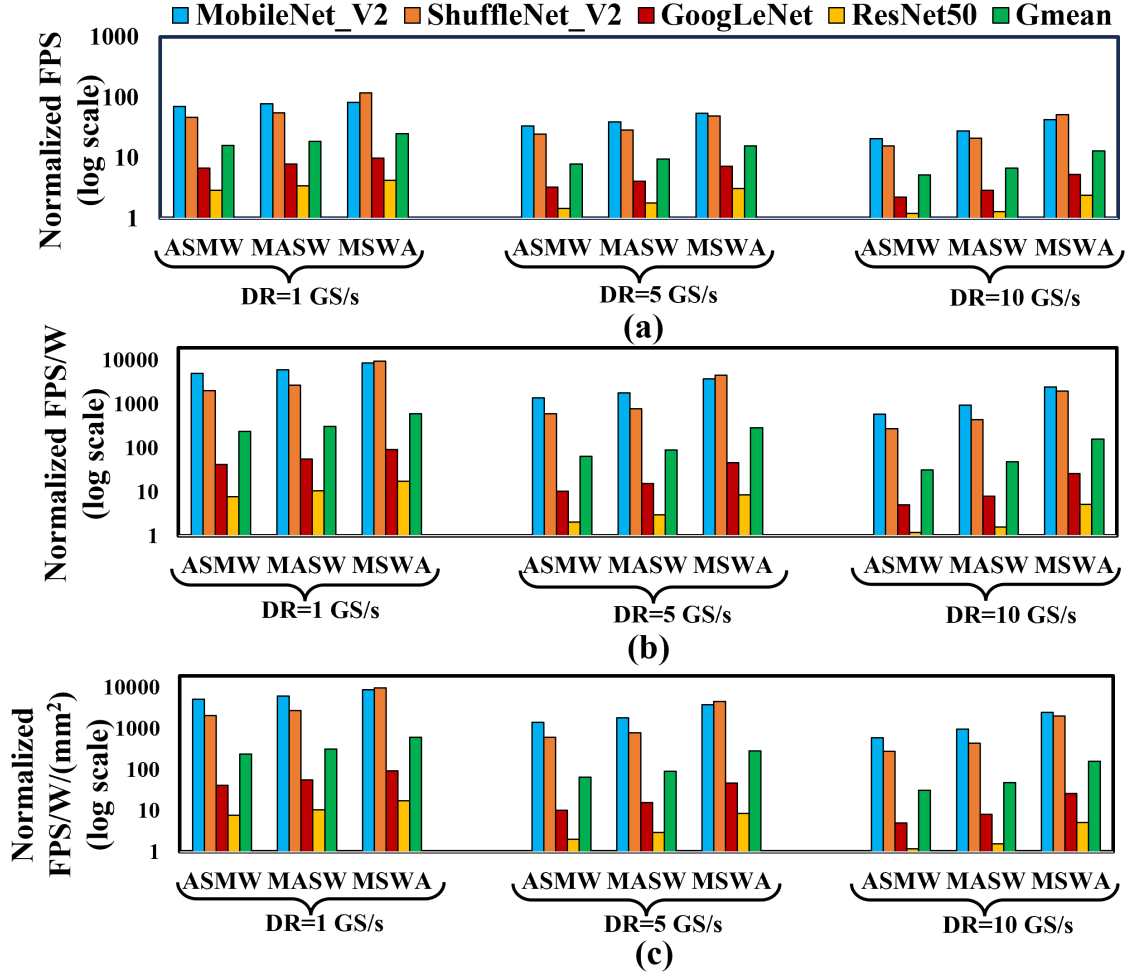 MobileNet_V2 ShuffleNet_V2 GoogLeNet ResNet50 Gmean
Normalized FPS
(log scale)
1000
100
10
1
ASMW MASW MSWA ASMW MASW MSWA ASMW MASW MSWA
DR=1 GS/s DR=5 GS/s DR=10 GS/s
(a)
Normalized FPS/W
(log scale)
10000
1000
100
10
1
ASMW MASW MSWA ASMW MASW MSWA ASMW MASW MSWA
DR=1 GS/s DR=5 GS/s DR=10 GS/s
(b)
Normalized
FPS/W/(mm²)
(log scale)
10000
1000
100
10
1
ASMW MASW MSWA ASMW MASW MSWA ASMW MASW MSWA
DR=1 GS/s DR=5 GS/s DR=10 GS/s
(c)